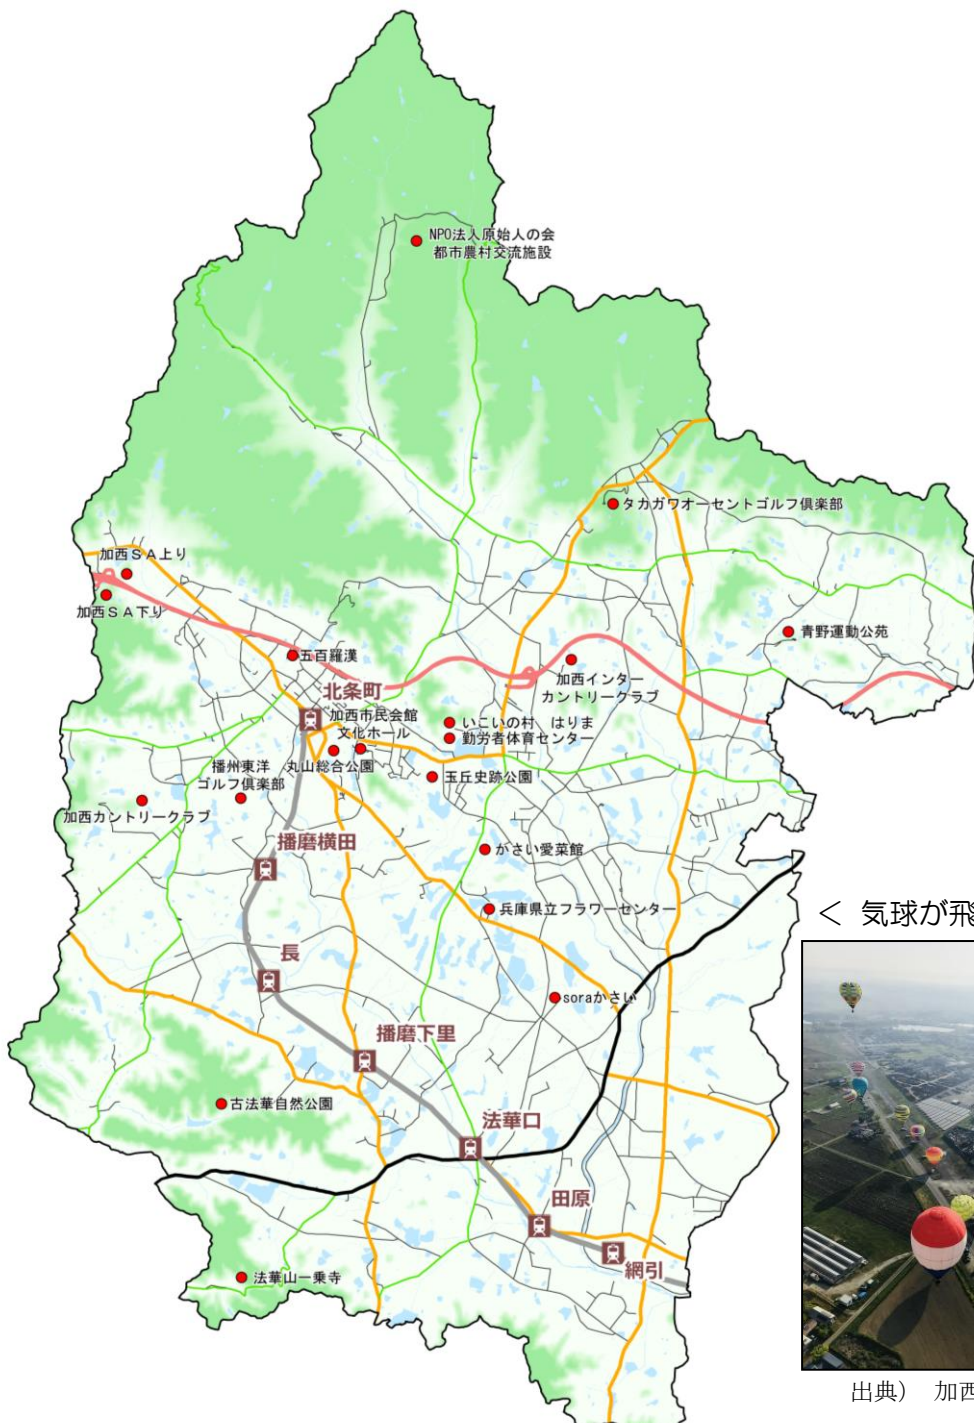 NPO法人原始人の会
都市農村交流施設
タカガワオーセントゴルフ倶楽部
加西ＳＡ上り
加西ＳＡ下り
青野運動公苑
五百羅漢
加西インター
カントリークラブ
北条町
加西市民会館
文化ホール
いこいの村　はりま
勤労者体育センター
丸山総合公園
播州東洋
ゴルフ倶楽部
玉丘史跡公園
加西カントリークラブ
播磨横田
かさい愛菜館
兵庫県立フラワーセンター
＜ 気球が飛
長
soraかさい
播磨下里
古法華自然公園
法華口
田原
網引
法華山一乗寺
出典） 加西